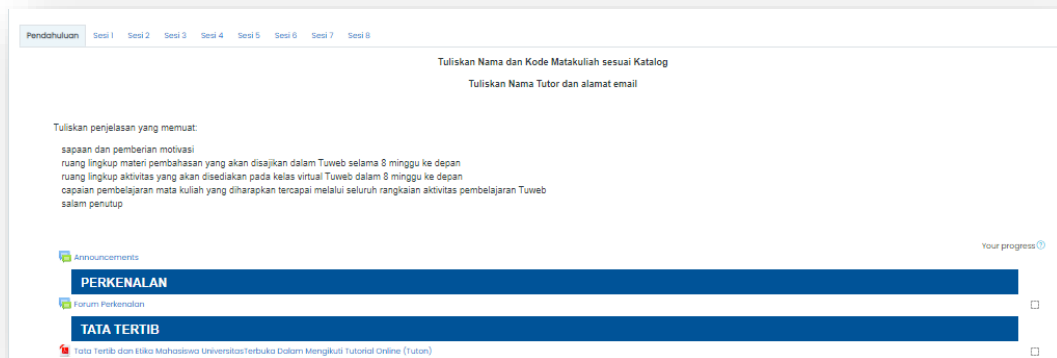 Pendahuluan Sesi 1 Sesi 2 Sesi 3 Sesi 4 Sesi 5 Sesi 6 Sesi 7 Sesi 8
Tuliskan Nama dan Kode Matakuliah sesuai Katalog
Tuliskan Nama Tutor dan alamat email
Tuliskan penjelasan yang memuat:
sapaan dan pemberian motivasi
ruang lingkup materi pembahasan yang akan disajikan dalam Tuweb selama 8 minggu ke depan
ruang lingkup aktivitas yang akan disediakan pada kelas virtual Tuweb dalam 8 minggu ke depan
capaian pembelajaran mata kuliah yang diharapkan tercapai melalui seluruh rangkaian aktivitas pembelajaran Tuweb
salam penutup
Your progress
Announcements
PERKENALAN
Forum Perkenalan
TATA TERTIB
Tata Tertib dan Etika Mahasiswa UniversitasTerbuka Dalam Mengikuti Tutorial Online (Tuton)